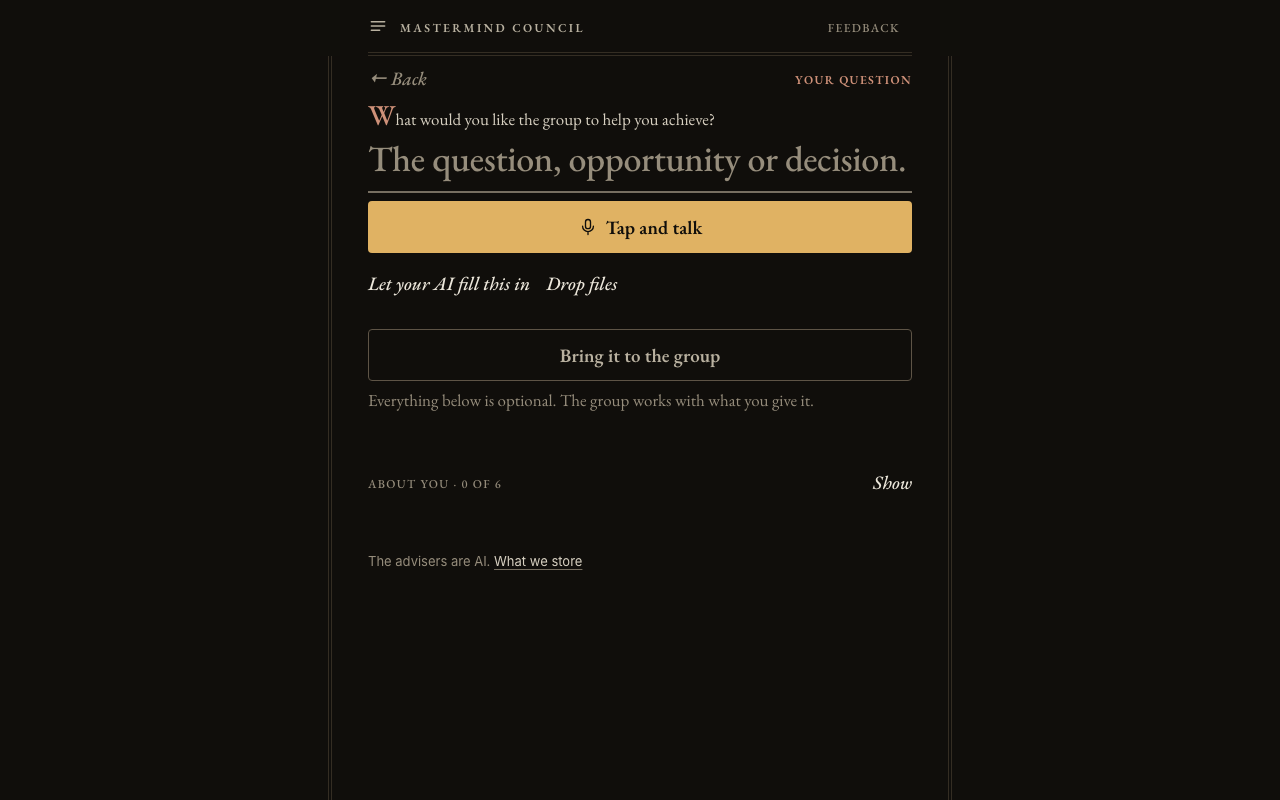 MASTERMIND COUNCIL
FEEDBACK
← Back
YOUR QUESTION
What would you like the group to help you achieve?
The question, opportunity or decision.
Tap and talk
Let your AI fill this in Drop files
Bring it to the group
Everything below is optional. The group works with what you give it.
ABOUT YOU · 0 OF 6
Show
The advisers are AI. What we store